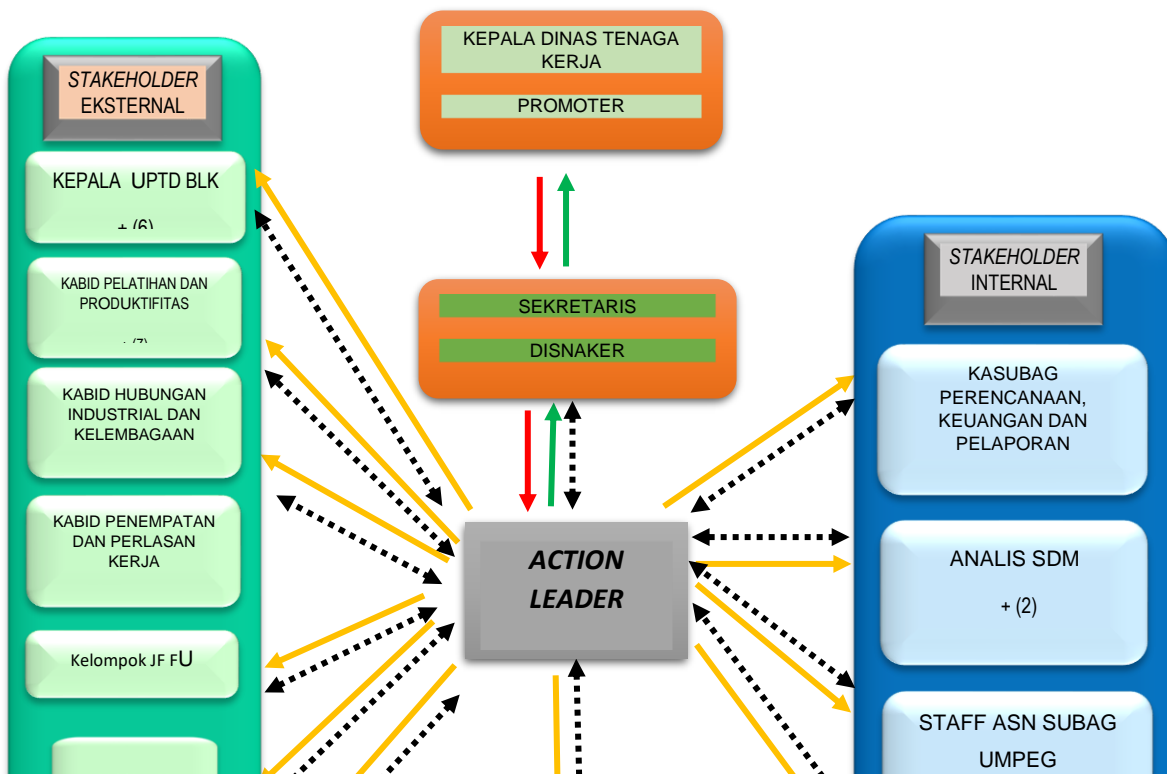 KEPALA DINAS TENAGA
KERJA
PROMOTER
STAKEHOLDER
EKSTERNAL
KEPALA UPTD BLK
+ (6)
KABID PELATIHAN DAN
PRODUKTIFITAS
+ (7)
KABID HUBUNGAN
INDUSTRIAL DAN
KELEMBAGAAN
KABID PENEMPATAN
DAN PERLASAN
KERJA
Kelompok JF FU
SEKRETARIS
DISNAKER
ACTION
LEADER
STAKEHOLDER
INTERNAL
KASUBAG
PERENCANAAN,
KEUANGAN DAN
PELAPORAN
ANALIS SDM
+ (2)
STAFF ASN SUBAG
UMPEG